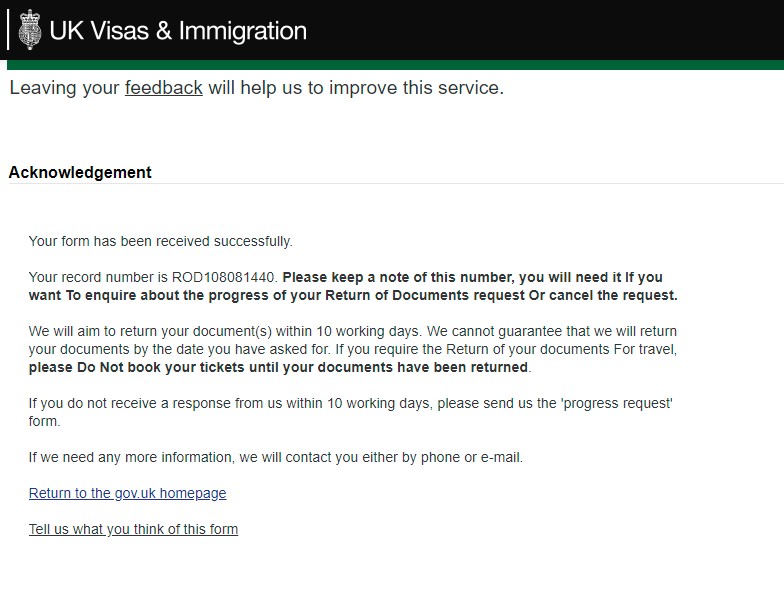 UK Visas & Immigration
Leaving your feedback will help us to improve this service.
Acknowledgement
Your form has been received successfully.
Your record number is ROD108081440. Please keep a note of this number, you will need it If you
want To enquire about the progress of your Return of Documents request Or cancel the request.
We will aim to return your document(s) within 10 working days. We cannot guarantee that we will return
your documents by the date you have asked for. If you require the Return of your documents For travel,
please Do Not book your tickets until your documents have been returned.
If you do not receive a response from us within 10 working days, please send us the 'progress request'
form.
If we need any more information, we will contact you either by phone or e-mail.
Return to the gov.uk homepage
Tell us what you think of this form